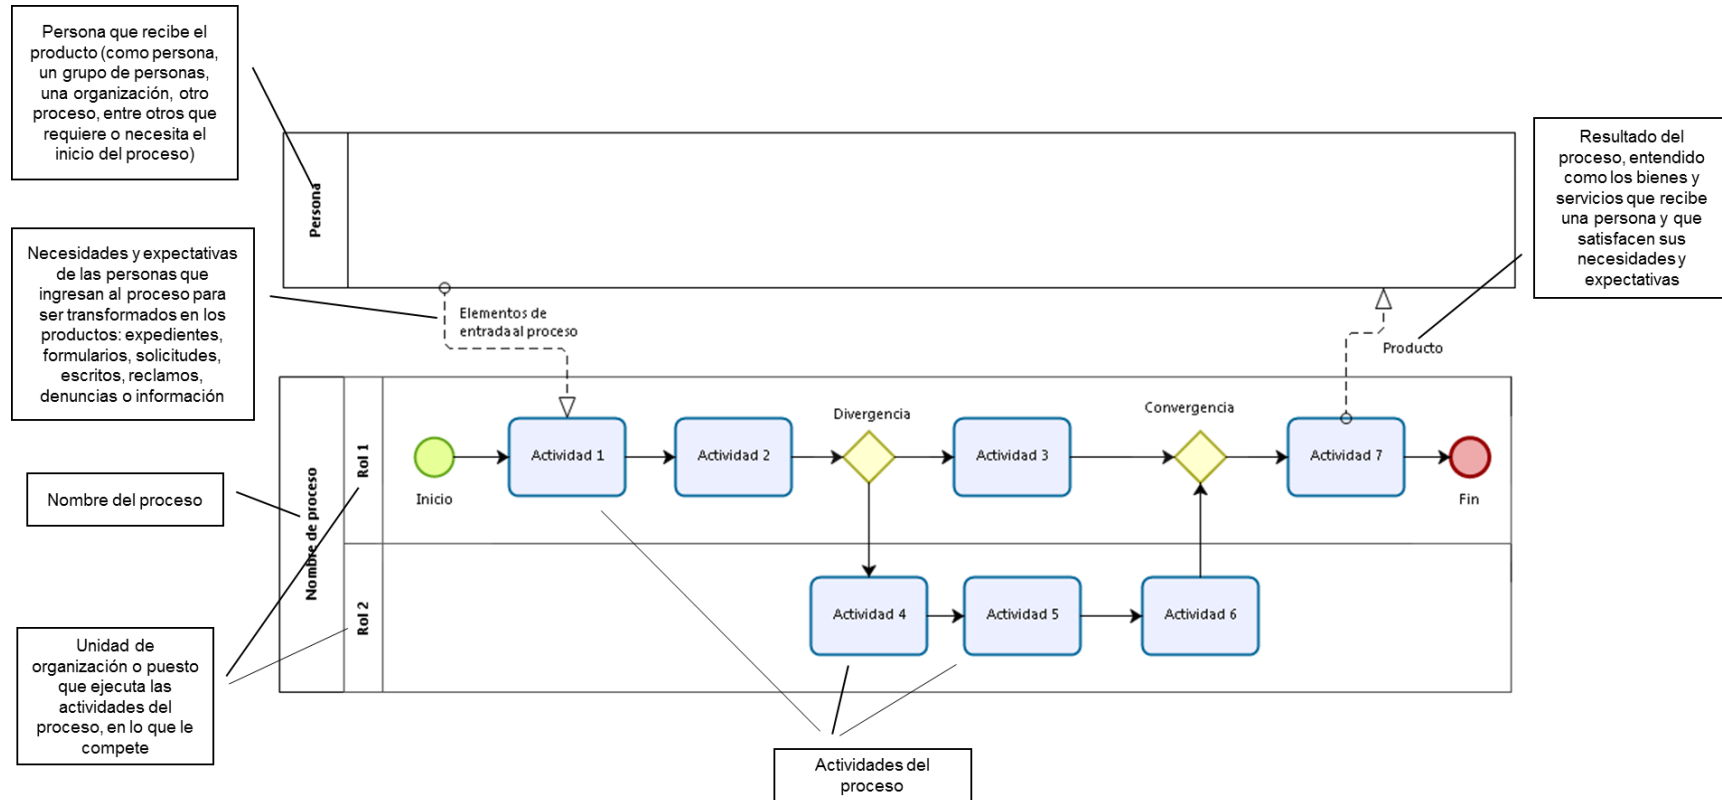 Persona que recibe el
producto (como persona,
un grupo de personas,
una organización, otro
proceso, entre otros que
requiere o necesita el
inicio del proceso)
Persona
Resultado del
proceso, entendido
como los bienes y
servicios que recibe
una persona y que
satisfacen sus
necesidades y
expectativas
Necesidades y expectativas
de las personas que
ingresan al proceso para
ser transformados en los
productos: expedientes,
formularios, solicitudes,
escritos, reclamos,
denuncias o información
Elementos de
entrada al proceso
Producto
Nombre del proceso
Nombre de proceso
Rol 1
Inicio
Actividad 1
Actividad 2
Divergencia
Actividad 3
Convergencia
Actividad 7
Fin
Rol 2
Actividad 4
Actividad 5
Actividad 6
Unidad de
organización o puesto
que ejecuta las
actividades del
proceso, en lo que le
compete
Actividades del
proceso